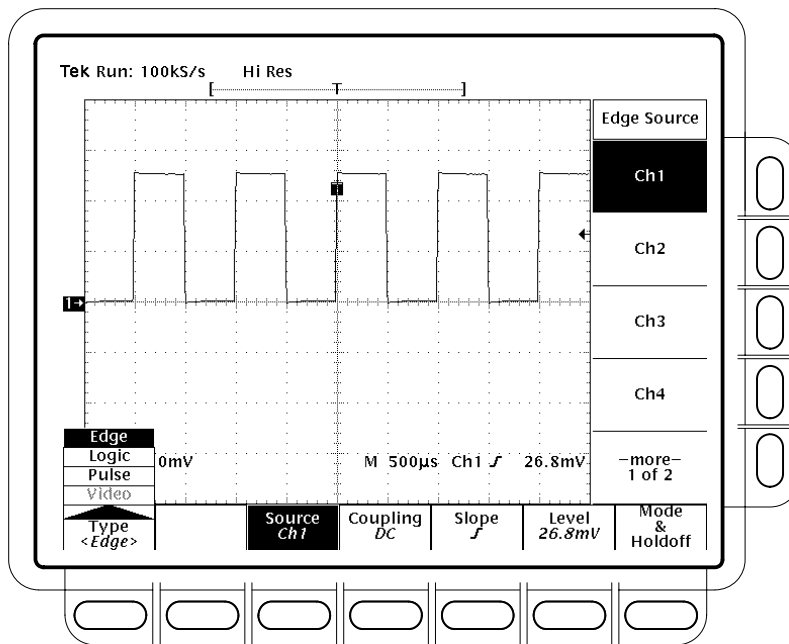 Tek Run: 100kS/s Hi Res
[ T ]
Edge Source
Ch1
Ch2
Ch3
Ch4
–more–
1 of 2
T
1→
Edge
Logic
Pulse
Video
0mV M 500µs Ch1 26.8mV
Type
<Edge>
Source
Ch1
Coupling
DC
Slope
Level
26.8mV
Mode
&
Holdoff